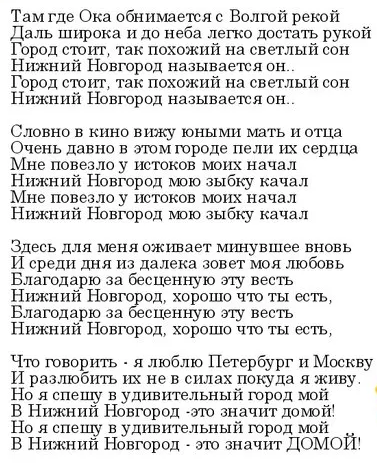 Там где Ока обнимается с Волгой рекой
Даль широка и до неба легко достать рукой
Город стоит, так похожий на светлый сон
Нижний Новгород называется он..
Город стоит, так похожий на светлый сон
Нижний Новгород называется он..

Словно в кино вижу юными мать и отца
Очень давно в этом городе пели их сердца
Мне повезло у истоков моих начал
Нижний Новгород мою зыбку качал
Мне повезло у истоков моих начал
Нижний Новгород мою зыбку качал

Здесь для меня оживает минувшее вновь
И среди дня из далека зовет моя любовь
Благодарю за бесценную эту весть
Нижний Новгород, хорошо что ты есть,
Благодарю за бесценную эту весть
Нижний Новгород, хорошо что ты есть,

Что говорить - я люблю Петербург и Москву
И разлюбить их не в силах покуда я живу.
Но я спешу в удивительный город мой
В Нижний Новгород -это значит домой!
Но я спешу в удивительный город мой
В Нижний Новгород - это значит ДОМОЙ!